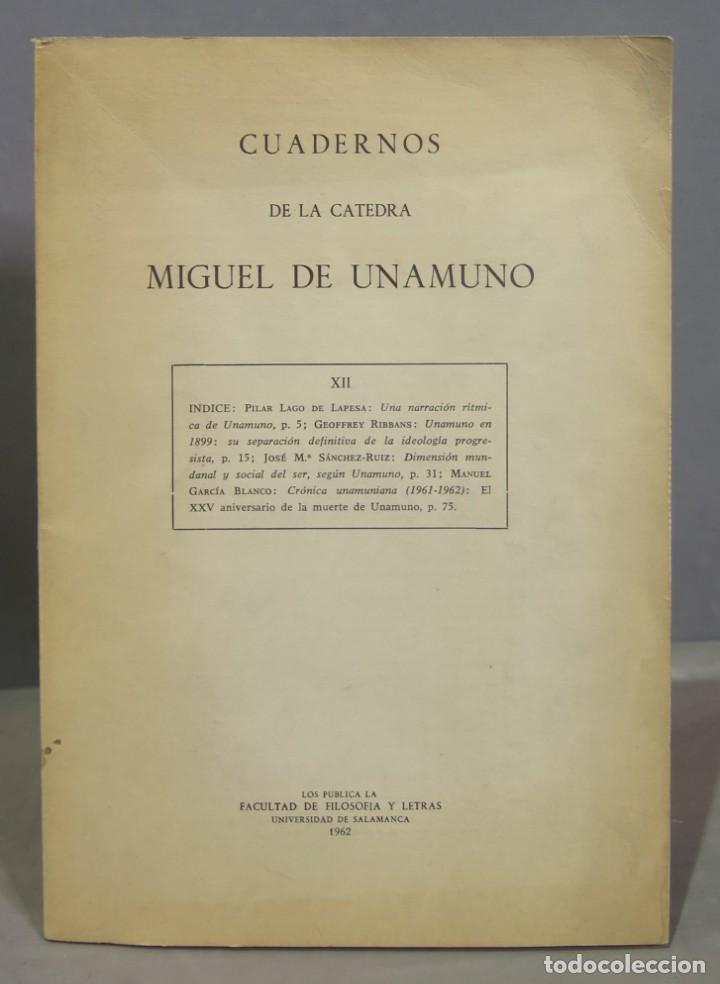 CUADERNOS
DE LA CATEDRA
MIGUEL DE UNAMUNO
XII
INDICE: PILAR LAGO DE LAPESA: Una narración rítmi-
ca de Unamuno, p. 5; GEOFFREY RIBBANS: Unamuno en
1899: su separación definitiva de la ideología progre-
sista, p. 15; JOSÉ M.ª SÁNCHEZ-RUIZ: Dimensión mun-
danal y social del ser, según Unamuno, p. 31; MANUEL
GARCÍA BLANCO: Crónica unamuniana (1961-1962): El
XXV aniversario de la muerte de Unamuno, p. 75.
LOS PUBLICA LA
FACULTAD DE FILOSOFIA Y LETRAS
UNIVERSIDAD DE SALAMANCA
1962
todocoleccion